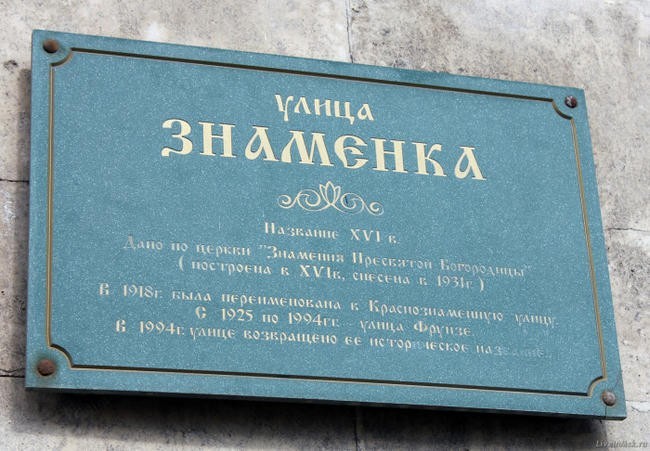 улица
ЗНАМЕНКА
Название XVI в.
Дано по церкви "Знамения Пресвятой Богородицы"
( построена в XVIв, снесена в 1931г. )
В 1918г. была переименована в Краснознаменную улицу.
С 1925 по 1994гг. улица Фрунзе.
В 1994г. улице возвращено ее историческое название.